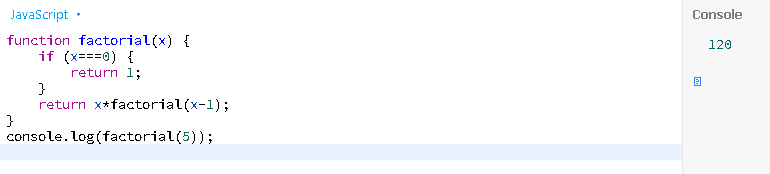 JavaScript
Console
function factorial(x) {
    if (x===0) {
        return 1;
    }
    return x*factorial(x-1);
}
console.log(factorial(5));
120